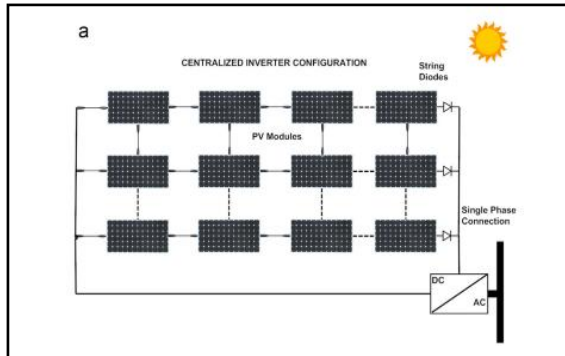 a
CENTRALIZED INVERTER CONFIGURATION
String
Diodes
PV Modules
Single Phase
Connection
DC
AC